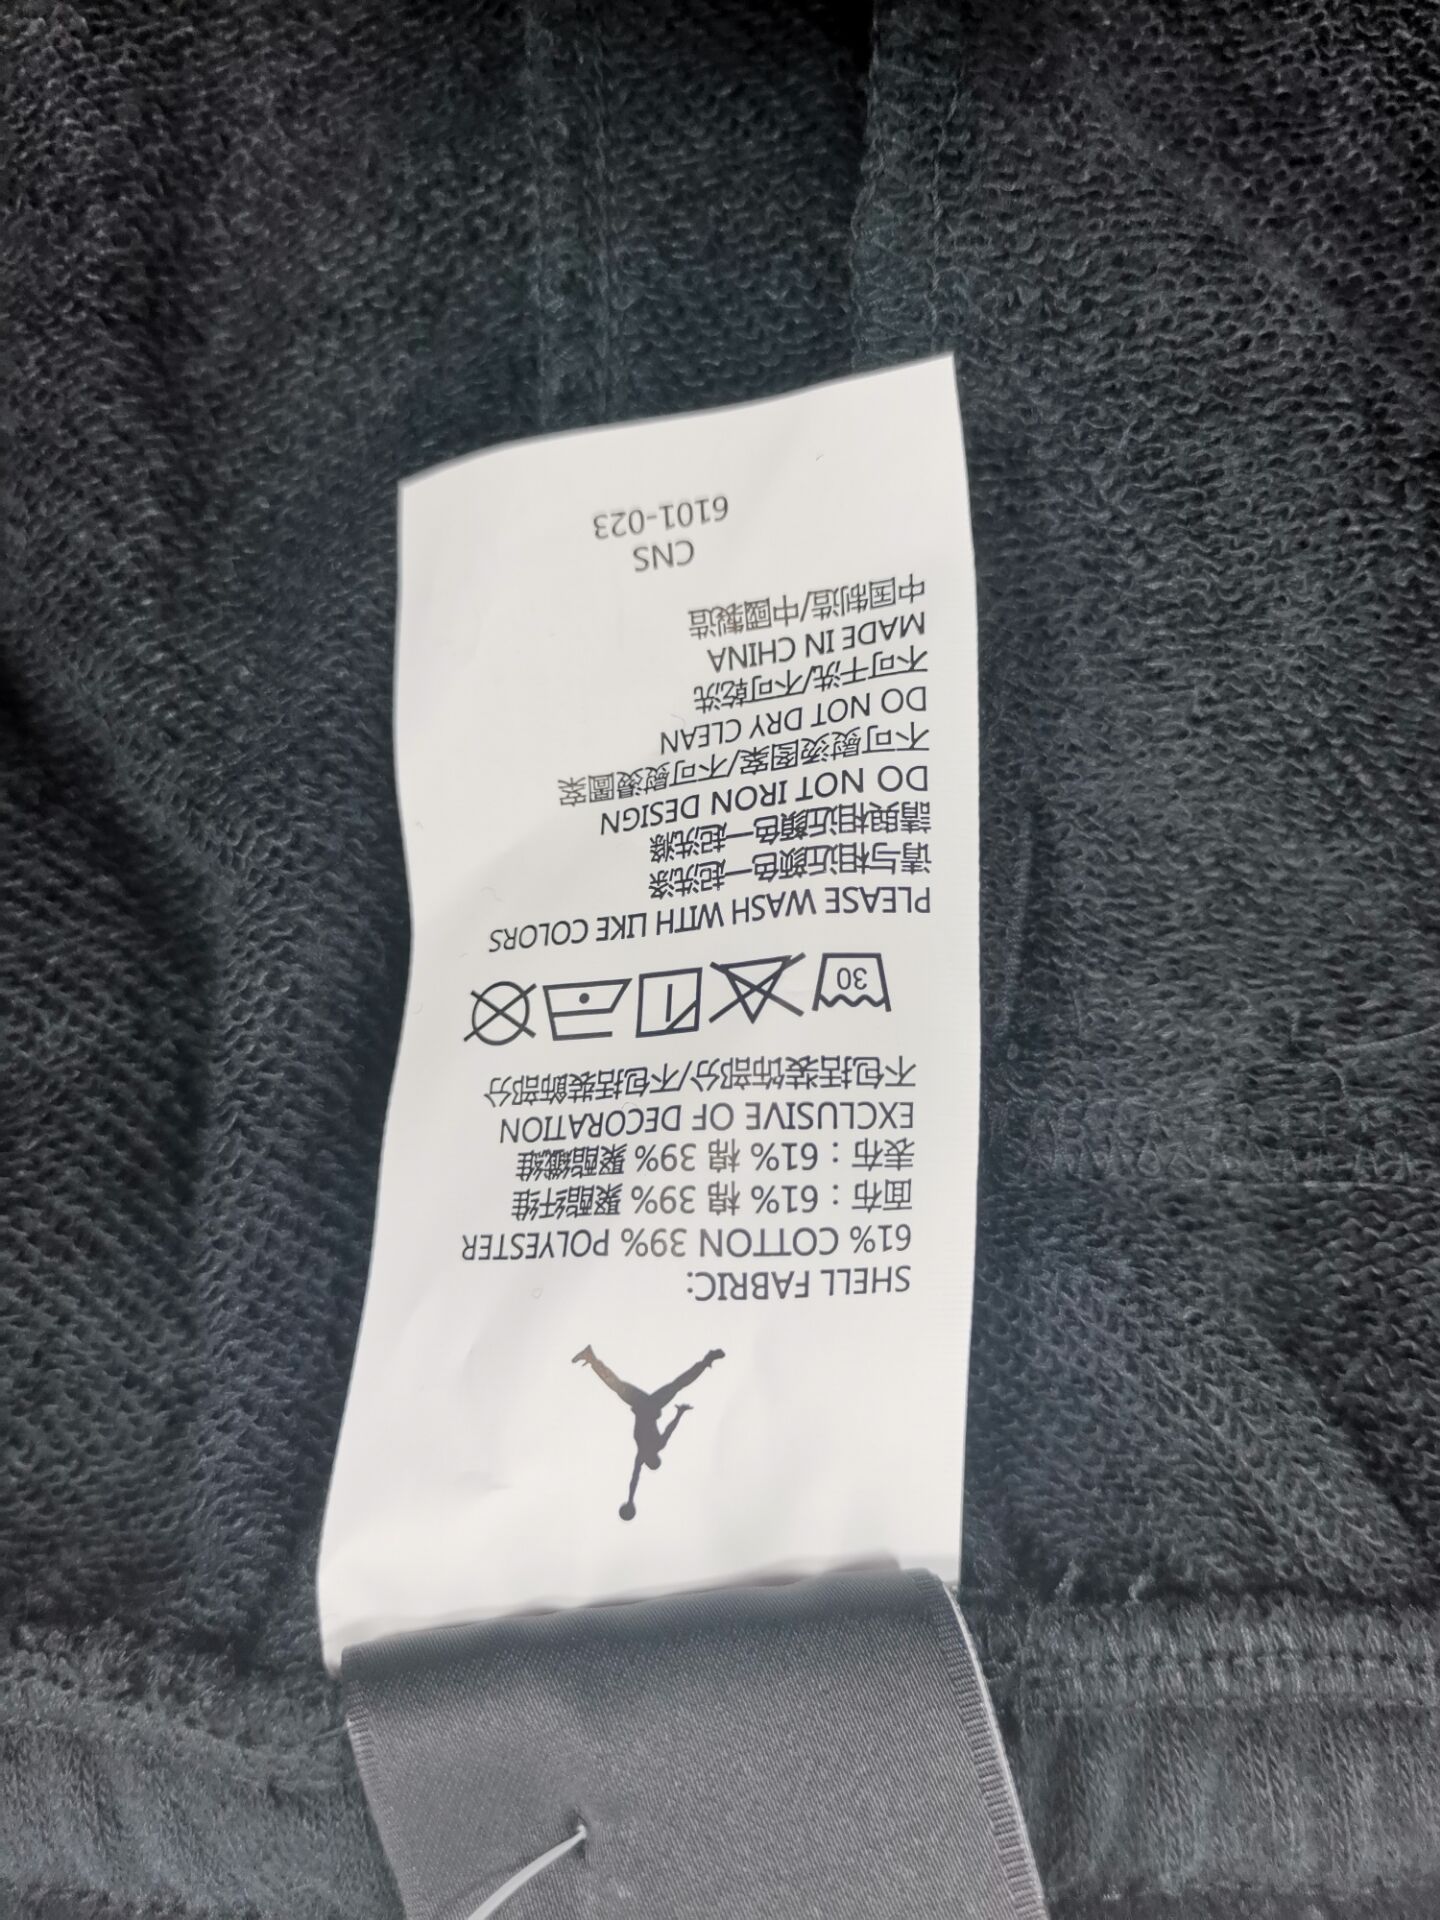 SHELL FABRIC:
61% COTTON 39% POLYESTER
面布：61% 棉 39% 聚酯纤维
表布：61% 棉 39% 聚酯纖維
EXCLUSIVE OF DECORATION
不包括装饰部分/不包括裝飾部分
30
PLEASE WASH WITH LIKE COLORS
请与相近颜色一起洗涤
請與相近顏色一起洗滌
DO NOT IRON DESIGN
不可熨烫图案/不可熨燙圖案
DO NOT DRY CLEAN
不可干洗/不可乾洗
MADE IN CHINA
中国制造/中國製造
CNS
6101-023